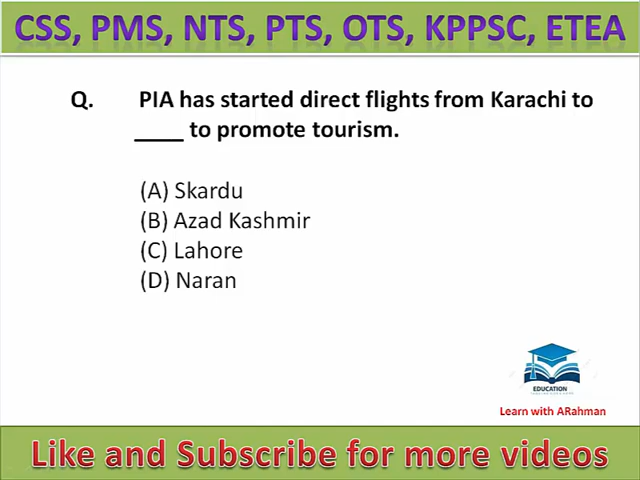 CSS, PMS, NTS, PTS, OTS, KPPSC, ETEA
Q. PIA has started direct flights from Karachi to
____ to promote tourism.
(A) Skardu
(B) Azad Kashmir
(C) Lahore
(D) Naran
EDUCATION
Learn with ARahman
Like and Subscribe for more videos